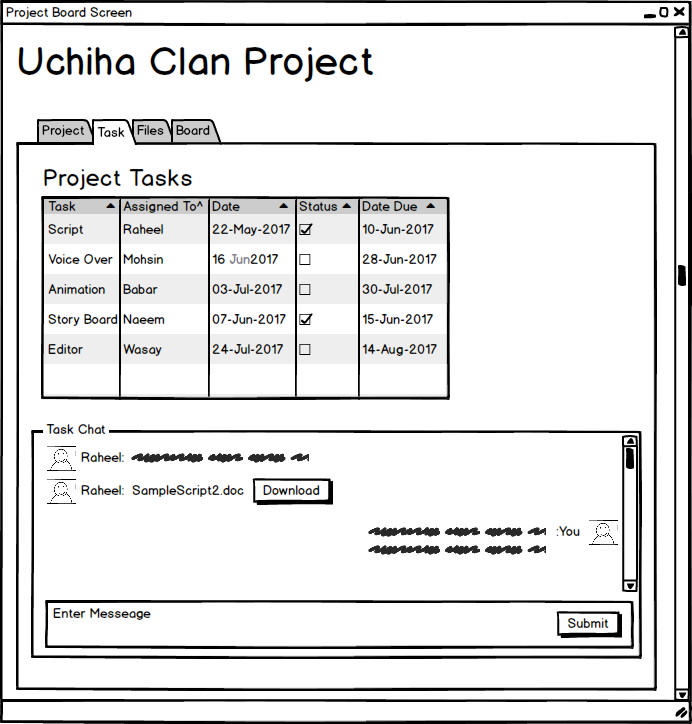 Project Board Screen
Uchiha Clan Project
Project Task Files Board
Project Tasks
Task Assigned To^ Date Status Date Due
Script Raheel 22-May-2017 10-Jun-2017
Voice Over Mohsin 16 Jun2017 28-Jun-2017
Animation Babar 03-Jul-2017 30-Jul-2017
Story Board Naeem 07-Jun-2017 15-Jun-2017
Editor Wasay 24-Jul-2017 14-Aug-2017
Task Chat
Raheel:
Raheel: SampleScript2.doc Download
:You
Enter Messeage
Submit